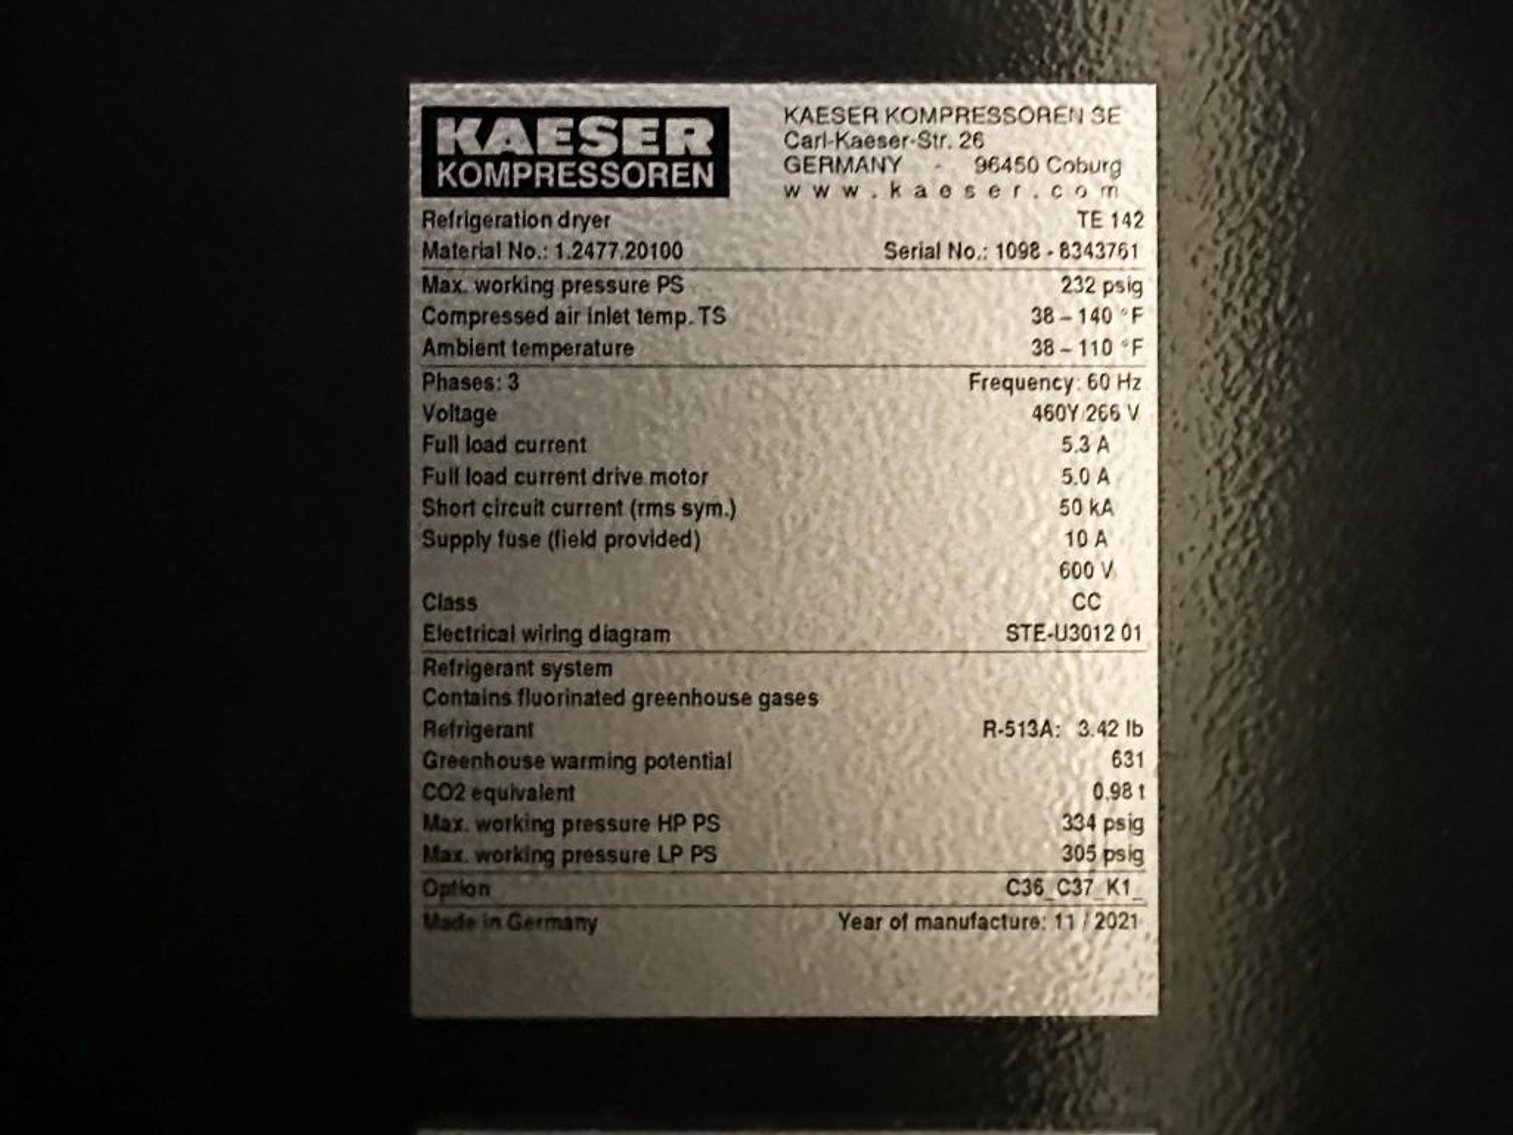 KAESER
KOMPRESSOREN
KAESER KOMPRESSOREN SE
Carl-Kaeser-Str. 26
GERMANY - 96450 Coburg
www.kaeser.com
Refrigeration dryer TE 142
Material No.: 1.2477.20100 Serial No.: 1098 - 8343761
Max. working pressure PS 232 psig
Compressed air inlet temp. TS 38 – 140 °F
Ambient temperature 38 – 110 °F
Phases: 3 Frequency: 60 Hz
Voltage 460Y/266 V
Full load current 5.3 A
Full load current drive motor 5.0 A
Short circuit current (rms sym.) 50 kA
Supply fuse (field provided) 10 A
600 V
Class CC
Electrical wiring diagram STE-U3012 01
Refrigerant system
Contains fluorinated greenhouse gases
Refrigerant R-513A: 3.42 lb
Greenhouse warming potential 631
CO2 equivalent 0.98 t
Max. working pressure HP PS 334 psig
Max. working pressure LP PS 305 psig
Option C36_C37_K1_
Made in Germany Year of manufacture: 11 / 2021